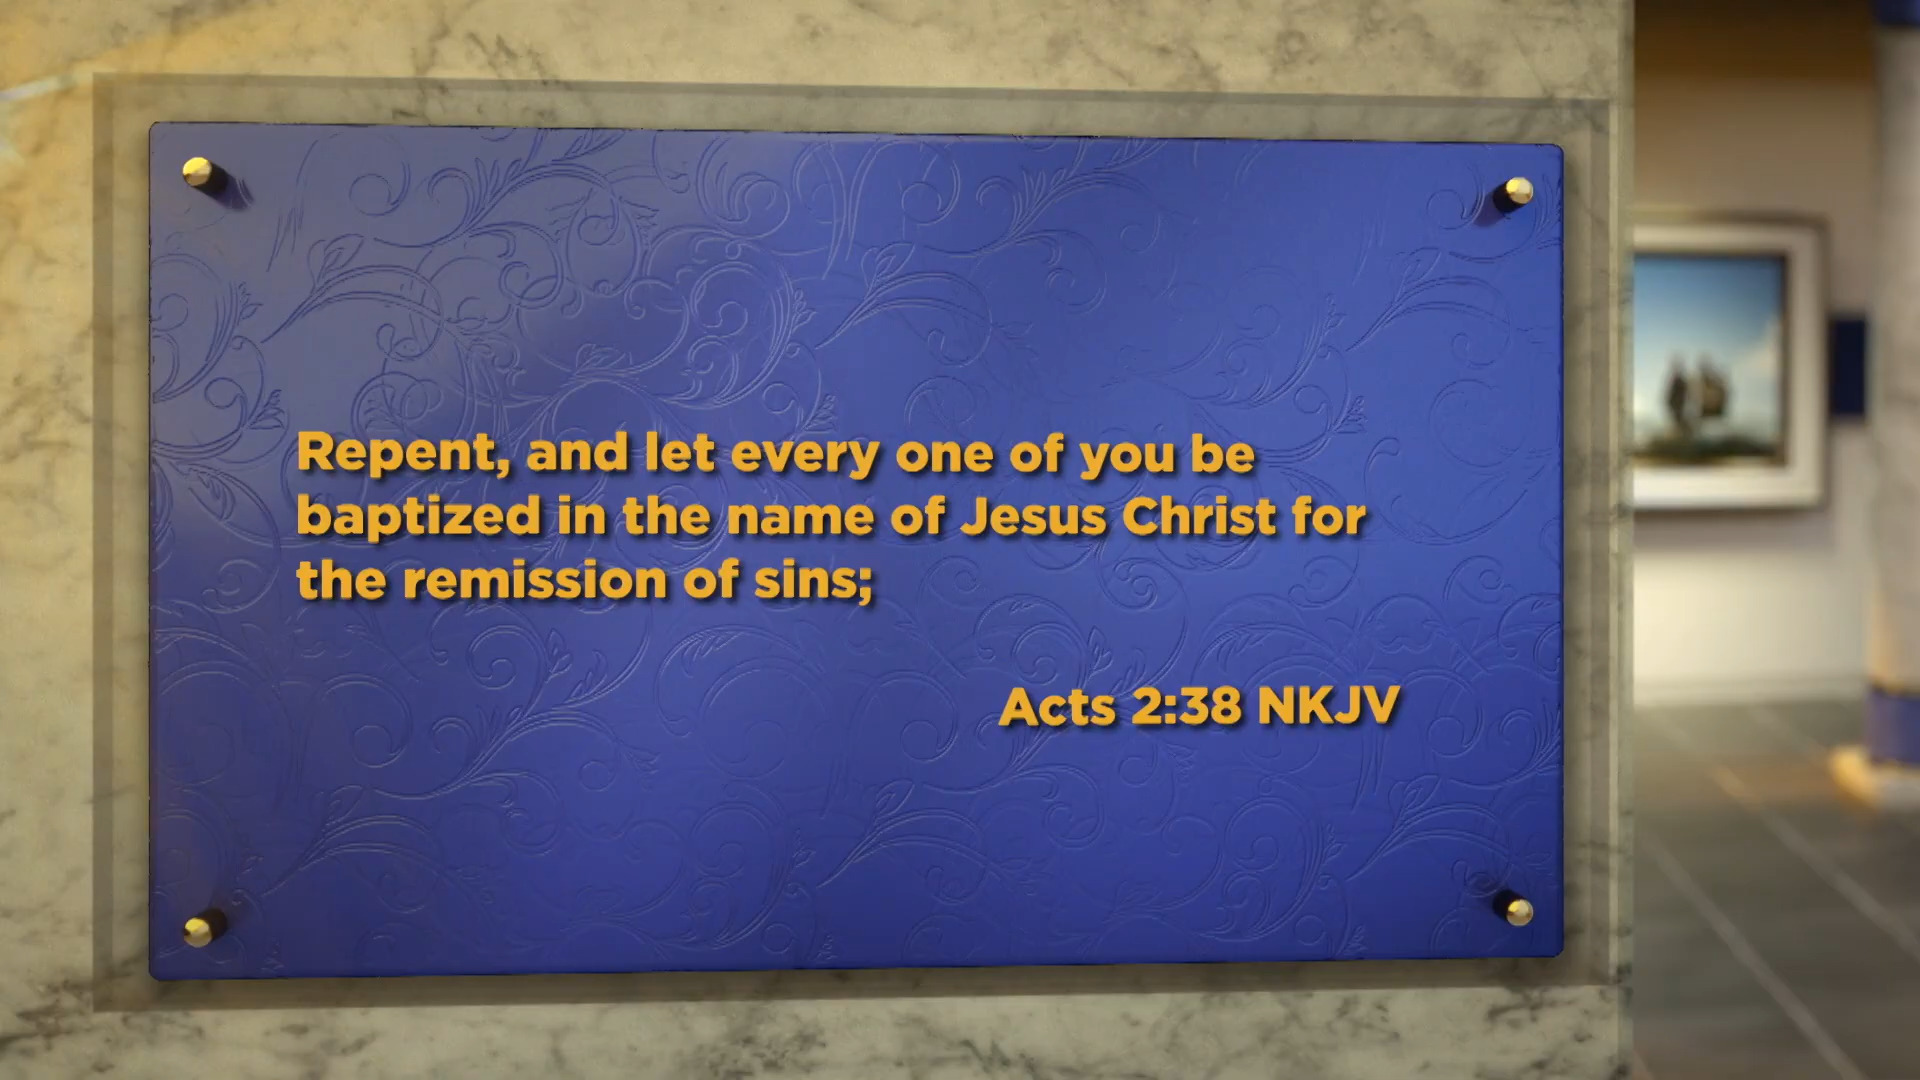 Repent, and let every one of you be
baptized in the name of Jesus Christ for
the remission of sins;
Acts 2:38 NKJV